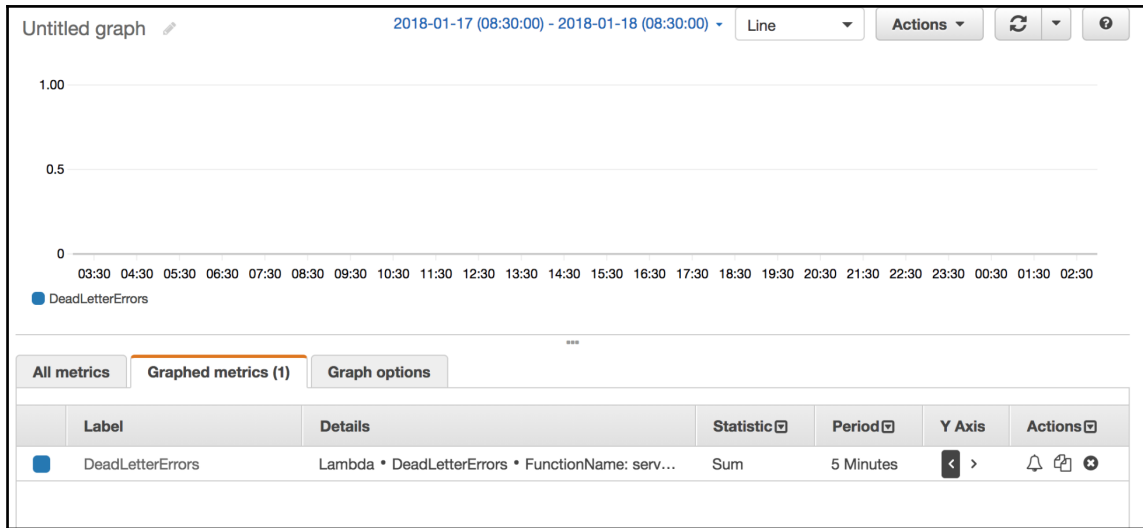 Untitled graph
2018-01-17 (08:30:00) - 2018-01-18 (08:30:00)
Line
Actions
1.00
0.5
0
03:30 04:30 05:30 06:30 07:30 08:30 09:30 10:30 11:30 12:30 13:30 14:30 15:30 16:30 17:30 18:30 19:30 20:30 21:30 22:30 23:30 00:30 01:30 02:30
DeadLetterErrors
All metrics Graphed metrics (1) Graph options
Label Details Statistic Period Y Axis Actions
DeadLetterErrors Lambda • DeadLetterErrors • FunctionName: serv... Sum 5 Minutes < >